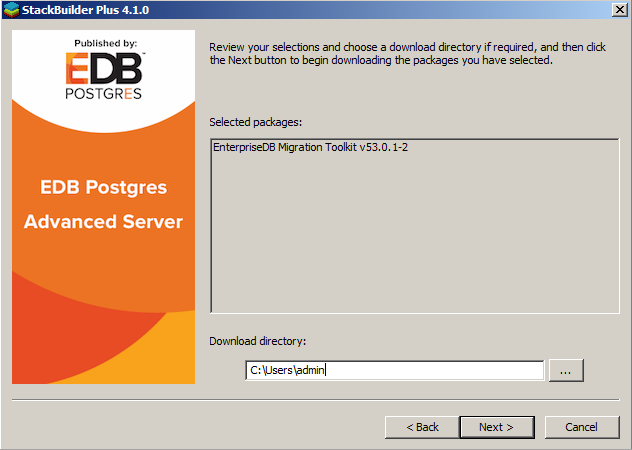 StackBuilder Plus 4.1.0
Published by:
EDB™
POSTGRES
EDB Postgres
Advanced Server
Review your selections and choose a download directory if required, and then click
the Next button to begin downloading the packages you have selected.
Selected packages:
EnterpriseDB Migration Toolkit v53.0.1-2
Download directory:
C:\Users\admin
...
< Back
Next >
Cancel